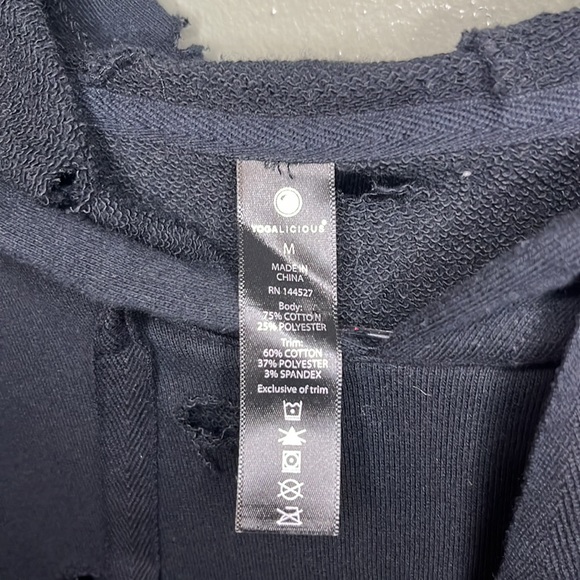 YOGALICIOUS®
M
MADE IN
CHINA
RN 144527
Body:
75% COTTON
25% POLYESTER
Trim:
60% COTTON
37% POLYESTER
3% SPANDEX
Exclusive of trim